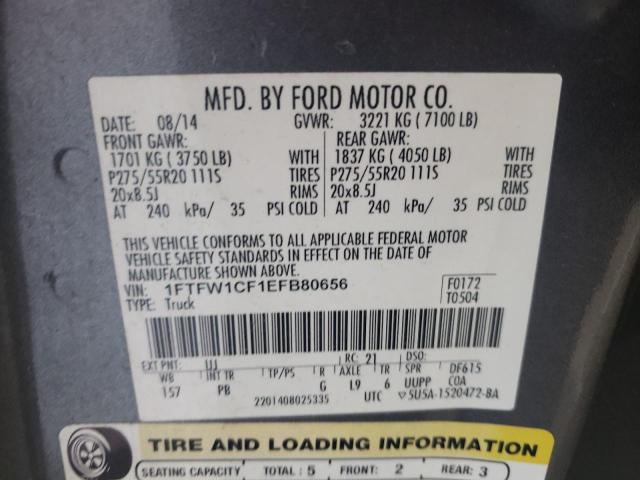 MFD. BY FORD MOTOR CO.
DATE: 08/14 GVWR: 3221 KG ( 7100 LB)
FRONT GAWR: REAR GAWR:
1701 KG ( 3750 LB) WITH 1837 KG ( 4050 LB) WITH
P275/55R20 111S TIRES P275/55R20 111S TIRES
20x8.5J RIMS 20x8.5J RIMS
AT 240 kPa/ 35 PSI COLD AT 240 kPa/ 35 PSI COLD
THIS VEHICLE CONFORMS TO ALL APPLICABLE FEDERAL MOTOR
VEHICLE SAFETY STANDARDS IN EFFECT ON THE DATE OF
MANUFACTURE SHOWN ABOVE.
VIN: 1FTFW1CF1EFB80656 F0172
TYPE: Truck T0504
EXT PNT: UJ RC: 21 DSO:
WB INT TR TP/PS R AXLE TR SPR DF615
157 PB G L9 6 UUPP COA
2201408025335 UTC 5U5A-1520472-BA
TIRE AND LOADING INFORMATION
SEATING CAPACITY TOTAL : 5 FRONT: 2 REAR: 3